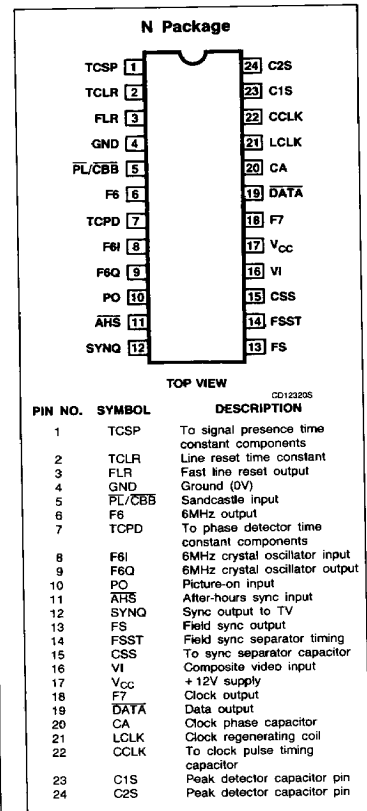 N Package
TCSP 1
24 C2S
TCLR 2
23 C1S
FLR 3
22 CCLK
GND 4
21 LCLK
PL/CBB 5
20 CA
F6 6
19 DATA
TCPD 7
18 F7
F6I 8
17 VCC
F6Q 9
16 VI
PO 10
15 CSS
AHS 11
14 FSST
SYNQ 12
13 FS
TOP VIEW
CD12320S
PIN NO. SYMBOL DESCRIPTION
1 TCSP To signal presence time
constant components
2 TCLR Line reset time constant
3 FLR Fast line reset output
4 GND Ground (0V)
5 PL/CBB Sandcastle input
6 F6 6MHz output
7 TCPD To phase detector time
constant components
8 F6I 6MHz crystal oscillator input
9 F6Q 6MHz crystal oscillator output
10 PO Picture-on input
11 AHS After-hours sync input
12 SYNQ Sync output to TV
13 FS Field sync output
14 FSST Field sync separator timing
15 CSS To sync separator capacitor
16 VI Composite video input
17 VCC +12V supply
18 F7 Clock output
19 DATA Data output
20 CA Clock phase capacitor
21 LCLK Clock regenerating coil
22 CCLK To clock pulse timing
capacitor
23 C1S Peak detector capacitor pin
24 C2S Peak detector capacitor pin